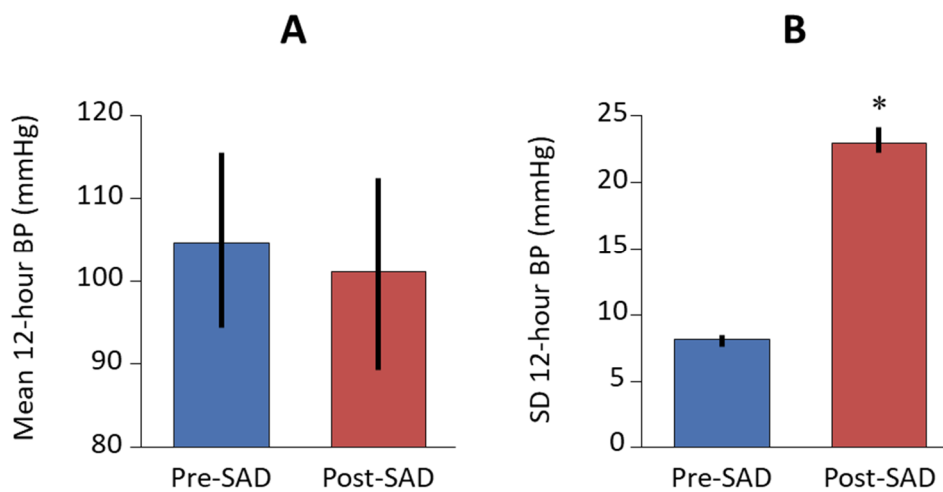 A
Mean 12-hour BP (mmHg)
120
110
100
90
80
Pre-SAD
Post-SAD
B
SD 12-hour BP (mmHg)
25
20
15
10
5
0
*
Pre-SAD
Post-SAD